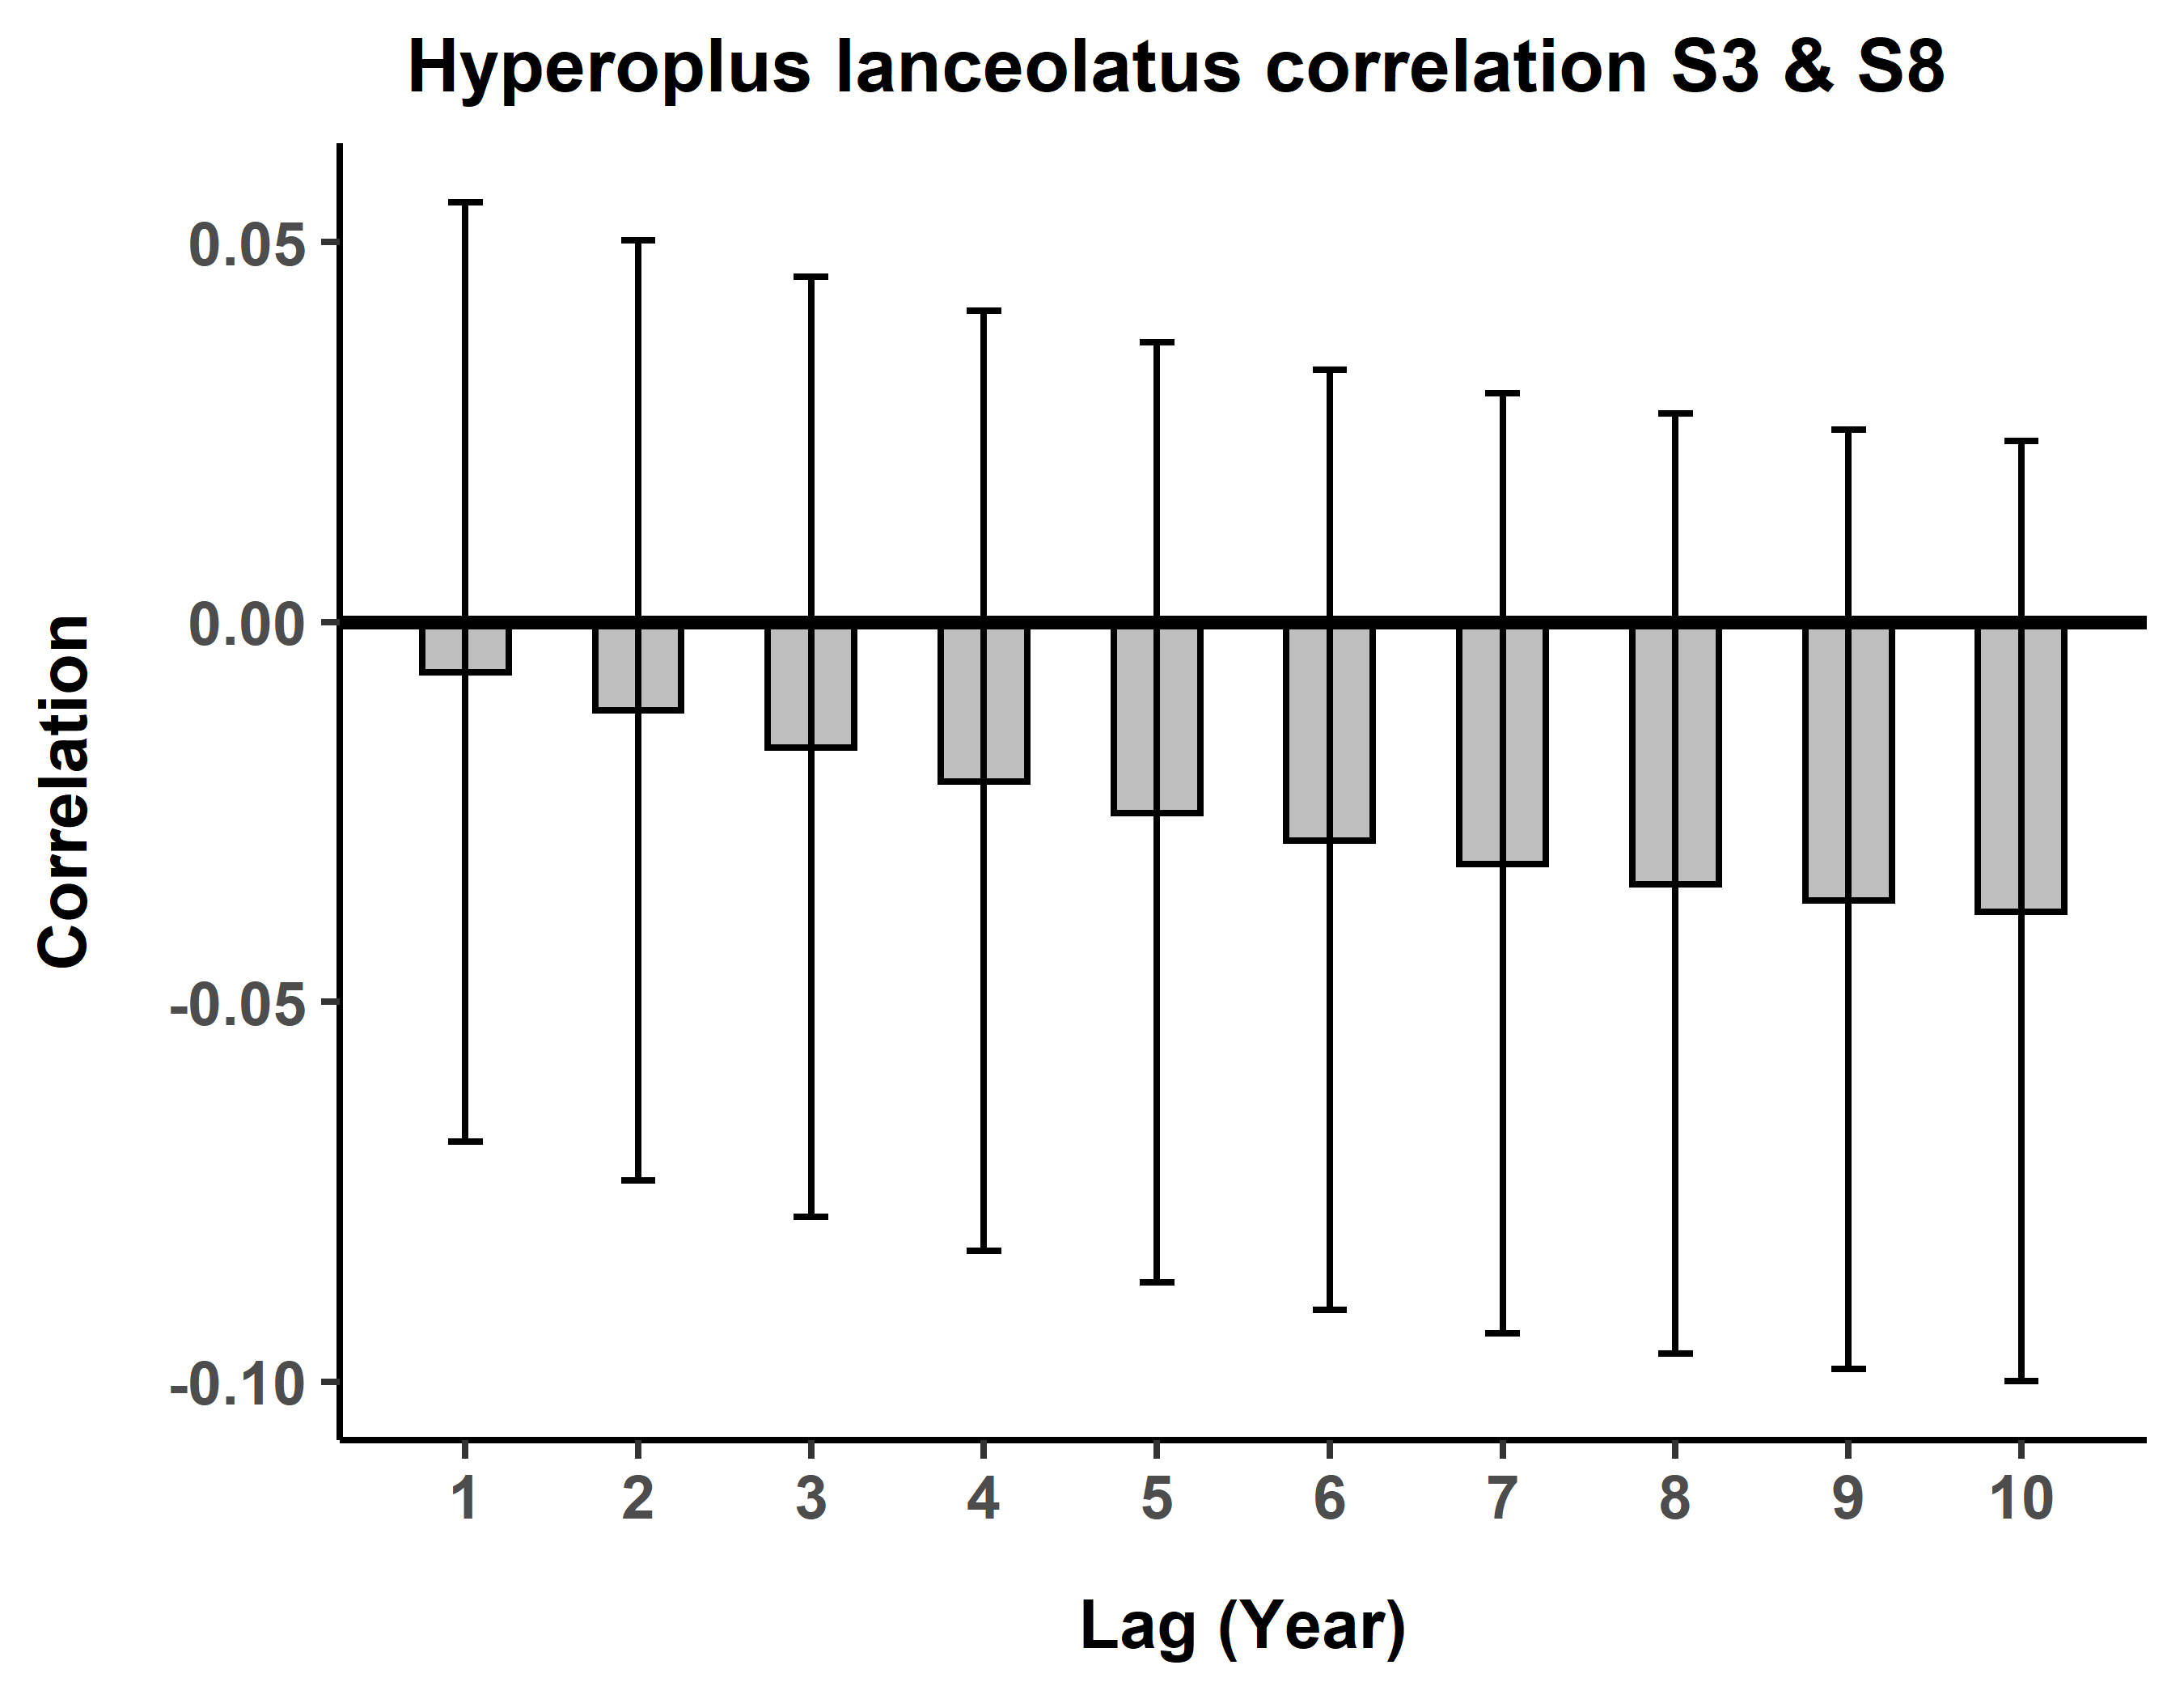 Hyperoplus lanceolatus correlation S3 & S8
0.05
0.00
-0.05
-0.10
Correlation
1 2 3 4 5 6 7 8 9 10
Lag (Year)